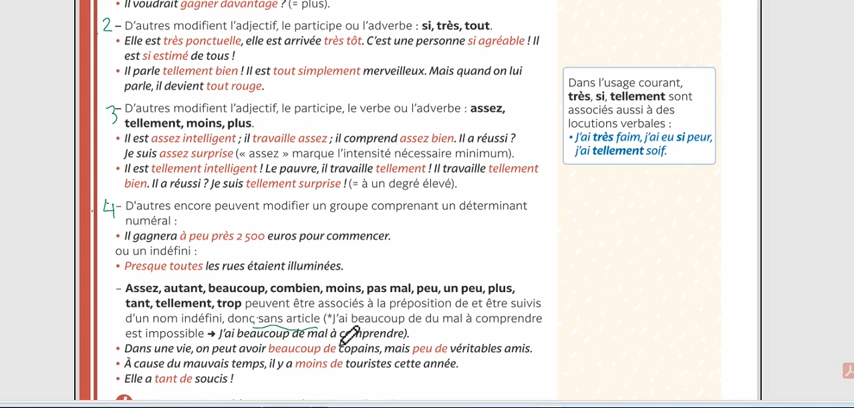 • Il voudrait gagner davantage ? (= plus).
2 – D'autres modifient l'adjectif, le participe ou l'adverbe : si, très, tout.
• Elle est très ponctuelle, elle est arrivée très tôt. C'est une personne si agréable ! Il
est si estimé de tous !
• Il parle tellement bien ! Il est tout simplement merveilleux. Mais quand on lui
parle, il devient tout rouge.
3 – D'autres modifient l'adjectif, le participe, le verbe ou l'adverbe : assez,
tellement, moins, plus.
• Il est assez intelligent ; il travaille assez ; il comprend assez bien. Il a réussi ?
Je suis assez surprise (« assez » marque l'intensité nécessaire minimum).
• Il est tellement intelligent ! Le pauvre, il travaille tellement ! Il travaille tellement
bien. Il a réussi ? Je suis tellement surprise ! (= à un degré élevé).
4 – D'autres encore peuvent modifier un groupe comprenant un déterminant
numéral :
• Il gagnera à peu près 2 500 euros pour commencer.
ou un indéfini :
• Presque toutes les rues étaient illuminées.
– Assez, autant, beaucoup, combien, moins, pas mal, peu, un peu, plus,
tant, tellement, trop peuvent être associés à la préposition de et être suivis
d'un nom indéfini, donc sans article (*J'ai beaucoup de du mal à comprendre
est impossible ➜ J'ai beaucoup de mal à comprendre).
• Dans une vie, on peut avoir beaucoup de copains, mais peu de véritables amis.
• À cause du mauvais temps, il y a moins de touristes cette année.
• Elle a tant de soucis !
Dans l'usage courant,
très, si, tellement sont
associés aussi à des
locutions verbales :
• J'ai très faim, j'ai eu si peur,
j'ai tellement soif.